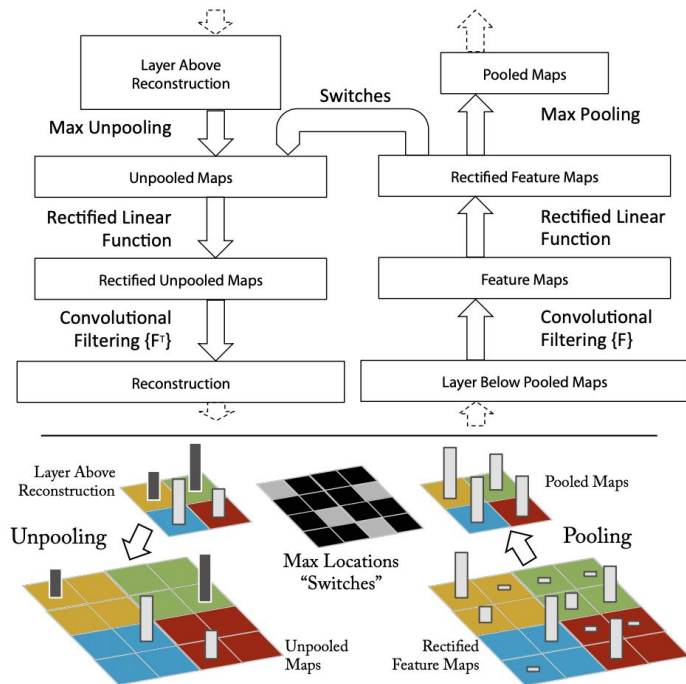 Layer Above
Reconstruction
Pooled Maps
Switches
Max Unpooling
Max Pooling
Unpooled Maps
Rectified Feature Maps
Rectified Linear
Function
Rectified Linear
Function
Rectified Unpooled Maps
Feature Maps
Convolutional
Filtering {Fᵀ}
Convolutional
Filtering {F}
Reconstruction
Layer Below Pooled Maps
Layer Above
Reconstruction
Pooled Maps
Unpooling
Pooling
Max Locations
“Switches”
Unpooled
Maps
Rectified
Feature Maps